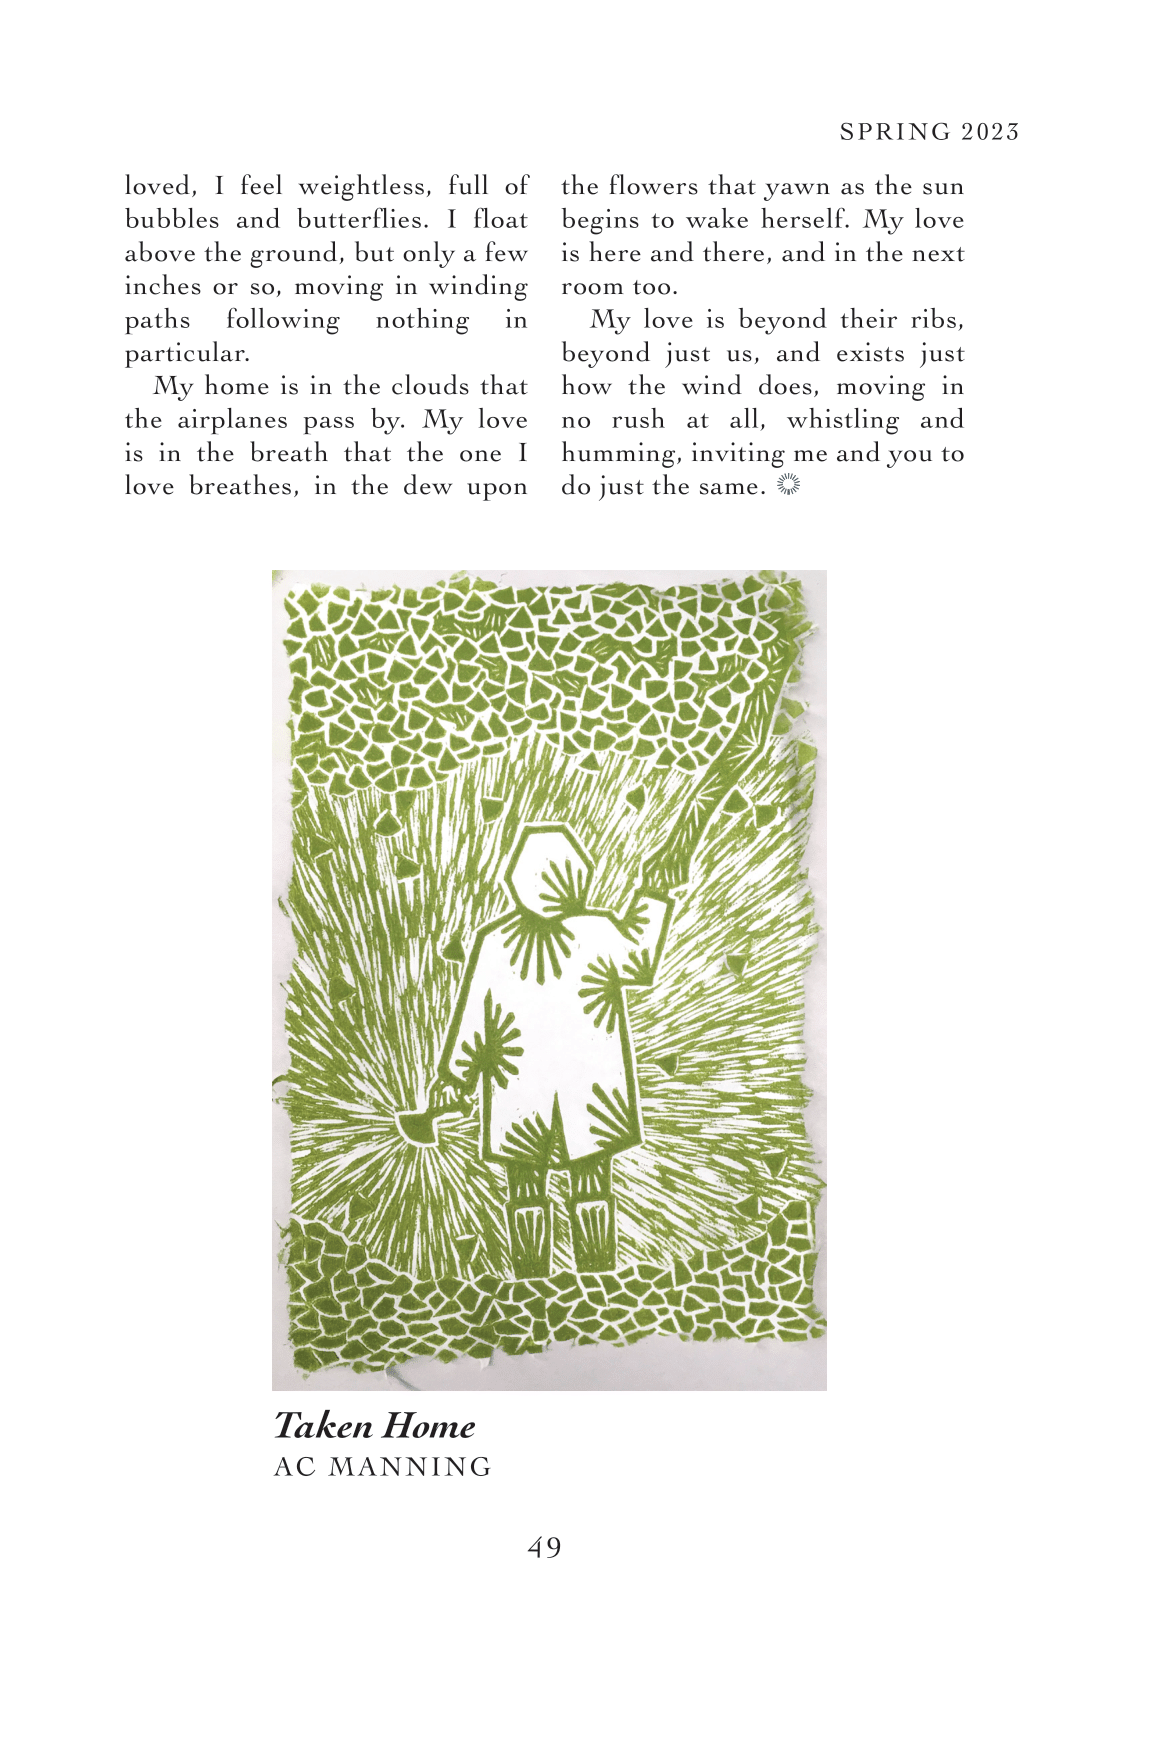 SPRING 2023
loved, I feel weightless, full of
bubbles and butterflies. I float
above the ground, but only a few
inches or so, moving in winding
paths following nothing in
particular.
My home is in the clouds that
the airplanes pass by. My love
is in the breath that the one I
love breathes, in the dew upon
the flowers that yawn as the sun
begins to wake herself. My love
is here and there, and in the next
room too.
My love is beyond their ribs,
beyond just us, and exists just
how the wind does, moving in
no rush at all, whistling and
humming, inviting me and you to
do just the same.
Taken Home
AC MANNING
49